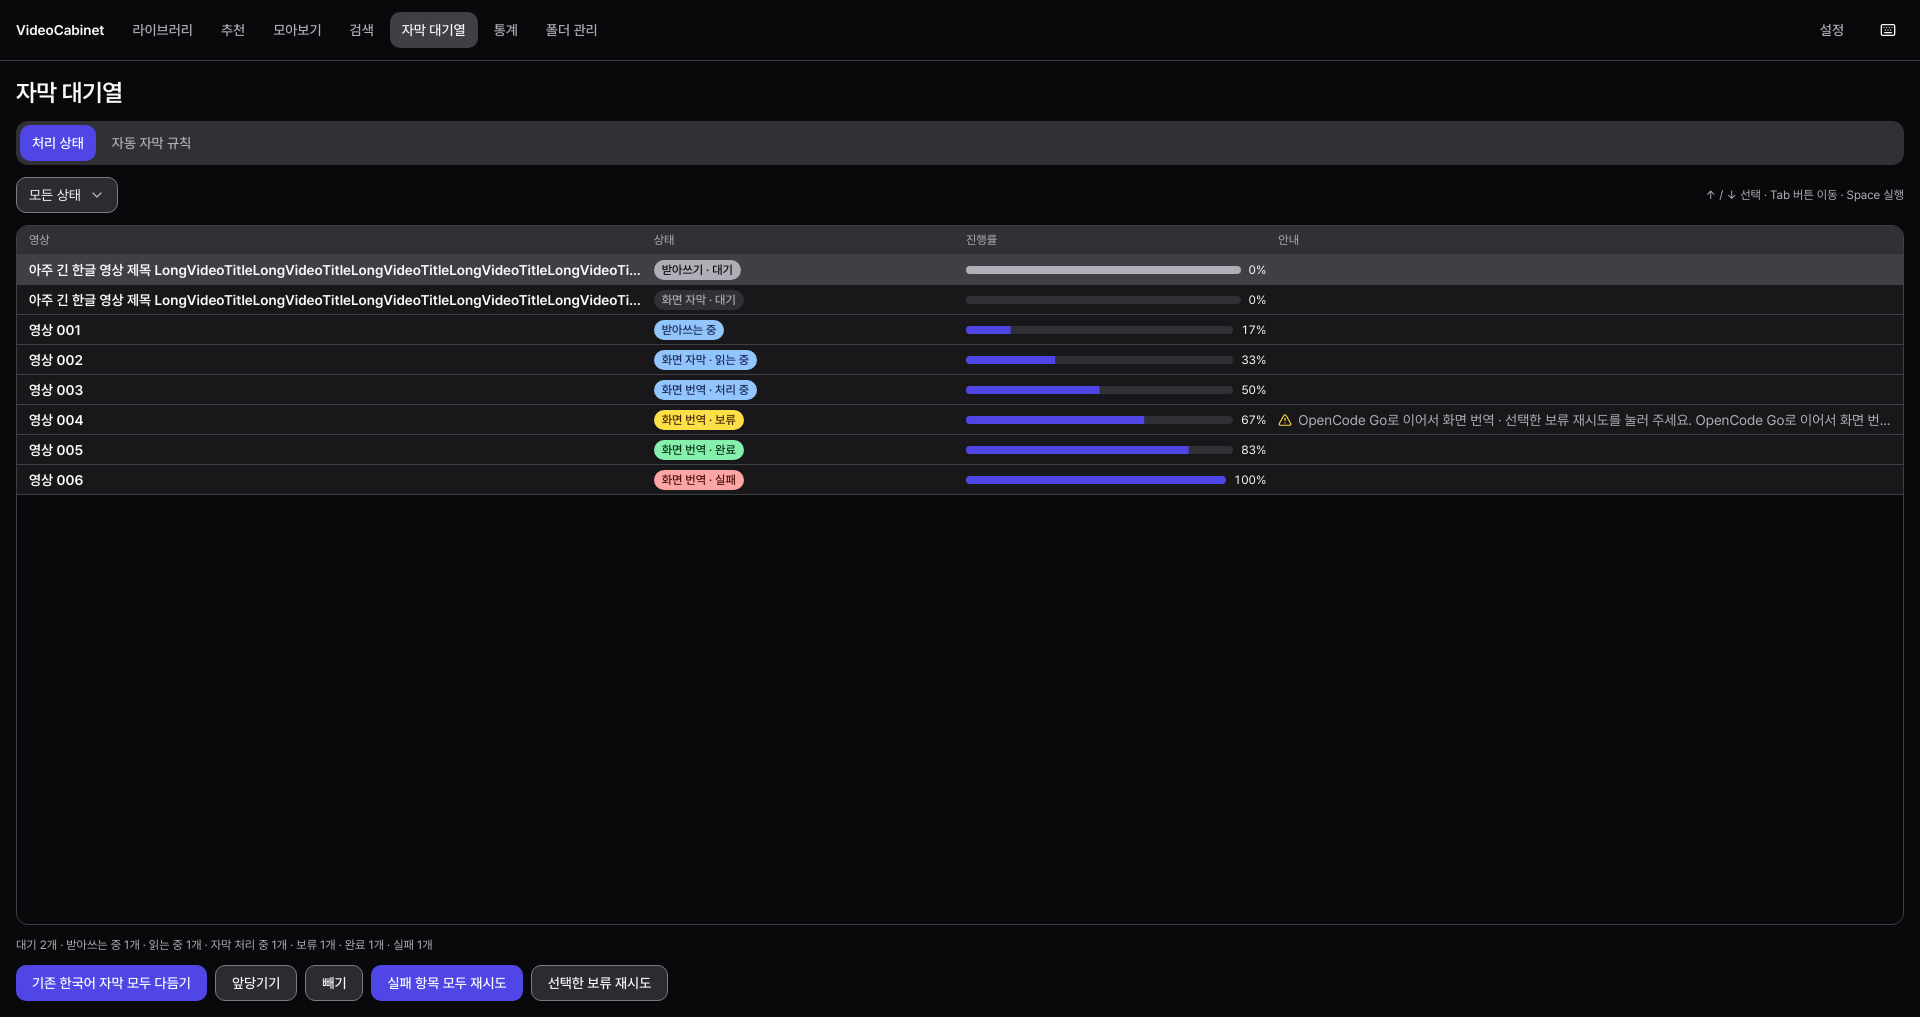 VideoCabinet 라이브러리 추천 모아보기 검색 자막 대기열 통계 폴더 관리 설정
자막 대기열
처리 상태 자동 자막 규칙
모든 상태 ↑ / ↓ 선택 · Tab 버튼 이동 · Space 실행
영상 상태 진행률 안내
아주 긴 한글 영상 제목 LongVideoTitleLongVideoTitleLongVideoTitleLongVideoTitleLongVideoTi... 받아쓰기 · 대기 0%
아주 긴 한글 영상 제목 LongVideoTitleLongVideoTitleLongVideoTitleLongVideoTitleLongVideoTi... 화면 자막 · 대기 0%
영상 001 받아쓰는 중 17%
영상 002 화면 자막 · 읽는 중 33%
영상 003 화면 번역 · 처리 중 50%
영상 004 화면 번역 · 보류 67% OpenCode Go로 이어서 화면 번역 · 선택한 보류 재시도를 눌러 주세요. OpenCode Go로 이어서 화면 번...
영상 005 화면 번역 · 완료 83%
영상 006 화면 번역 · 실패 100%
대기 2개 · 받아쓰는 중 1개 · 읽는 중 1개 · 자막 처리 중 1개 · 보류 1개 · 완료 1개 · 실패 1개
기존 한국어 자막 모두 다듬기 앞당기기 빼기 실패 항목 모두 재시도 선택한 보류 재시도